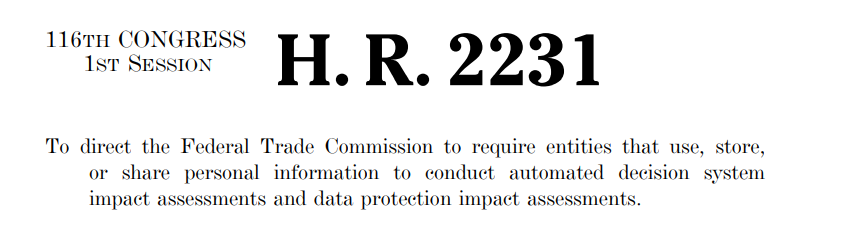 116TH CONGRESS
1ST SESSION
H. R. 2231
To direct the Federal Trade Commission to require entities that use, store,
or share personal information to conduct automated decision system
impact assessments and data protection impact assessments.